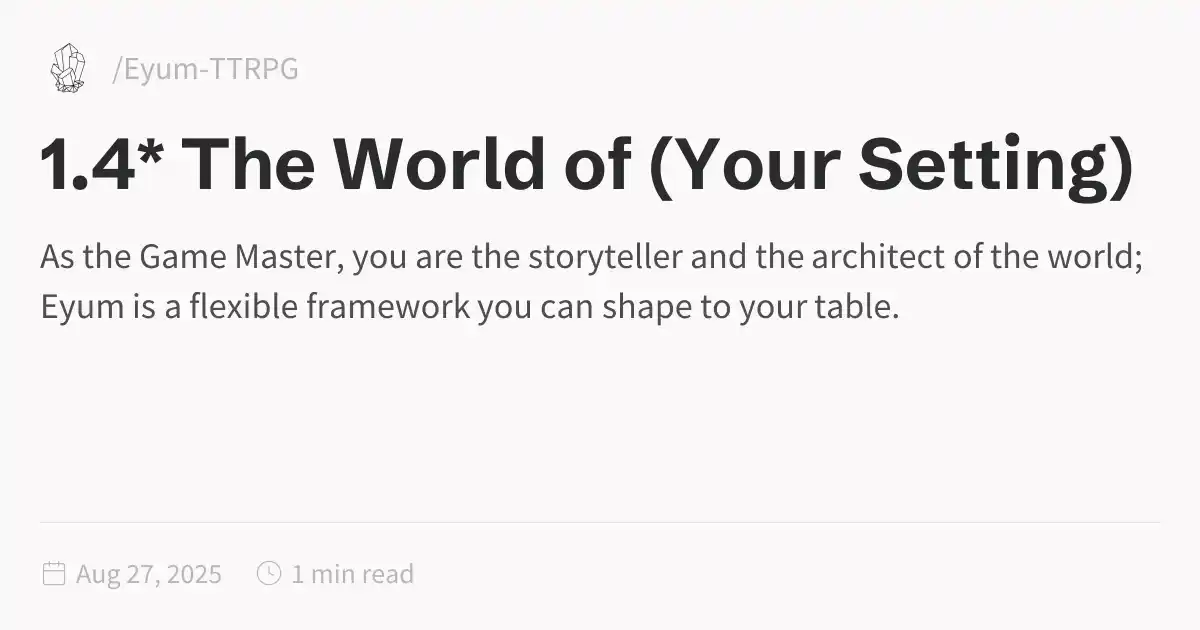 /Eyum-TTRPG
1.4* The World of (Your Setting)
As the Game Master, you are the storyteller and the architect of the world;
Eyum is a flexible framework you can shape to your table.
Aug 27, 2025 1 min read